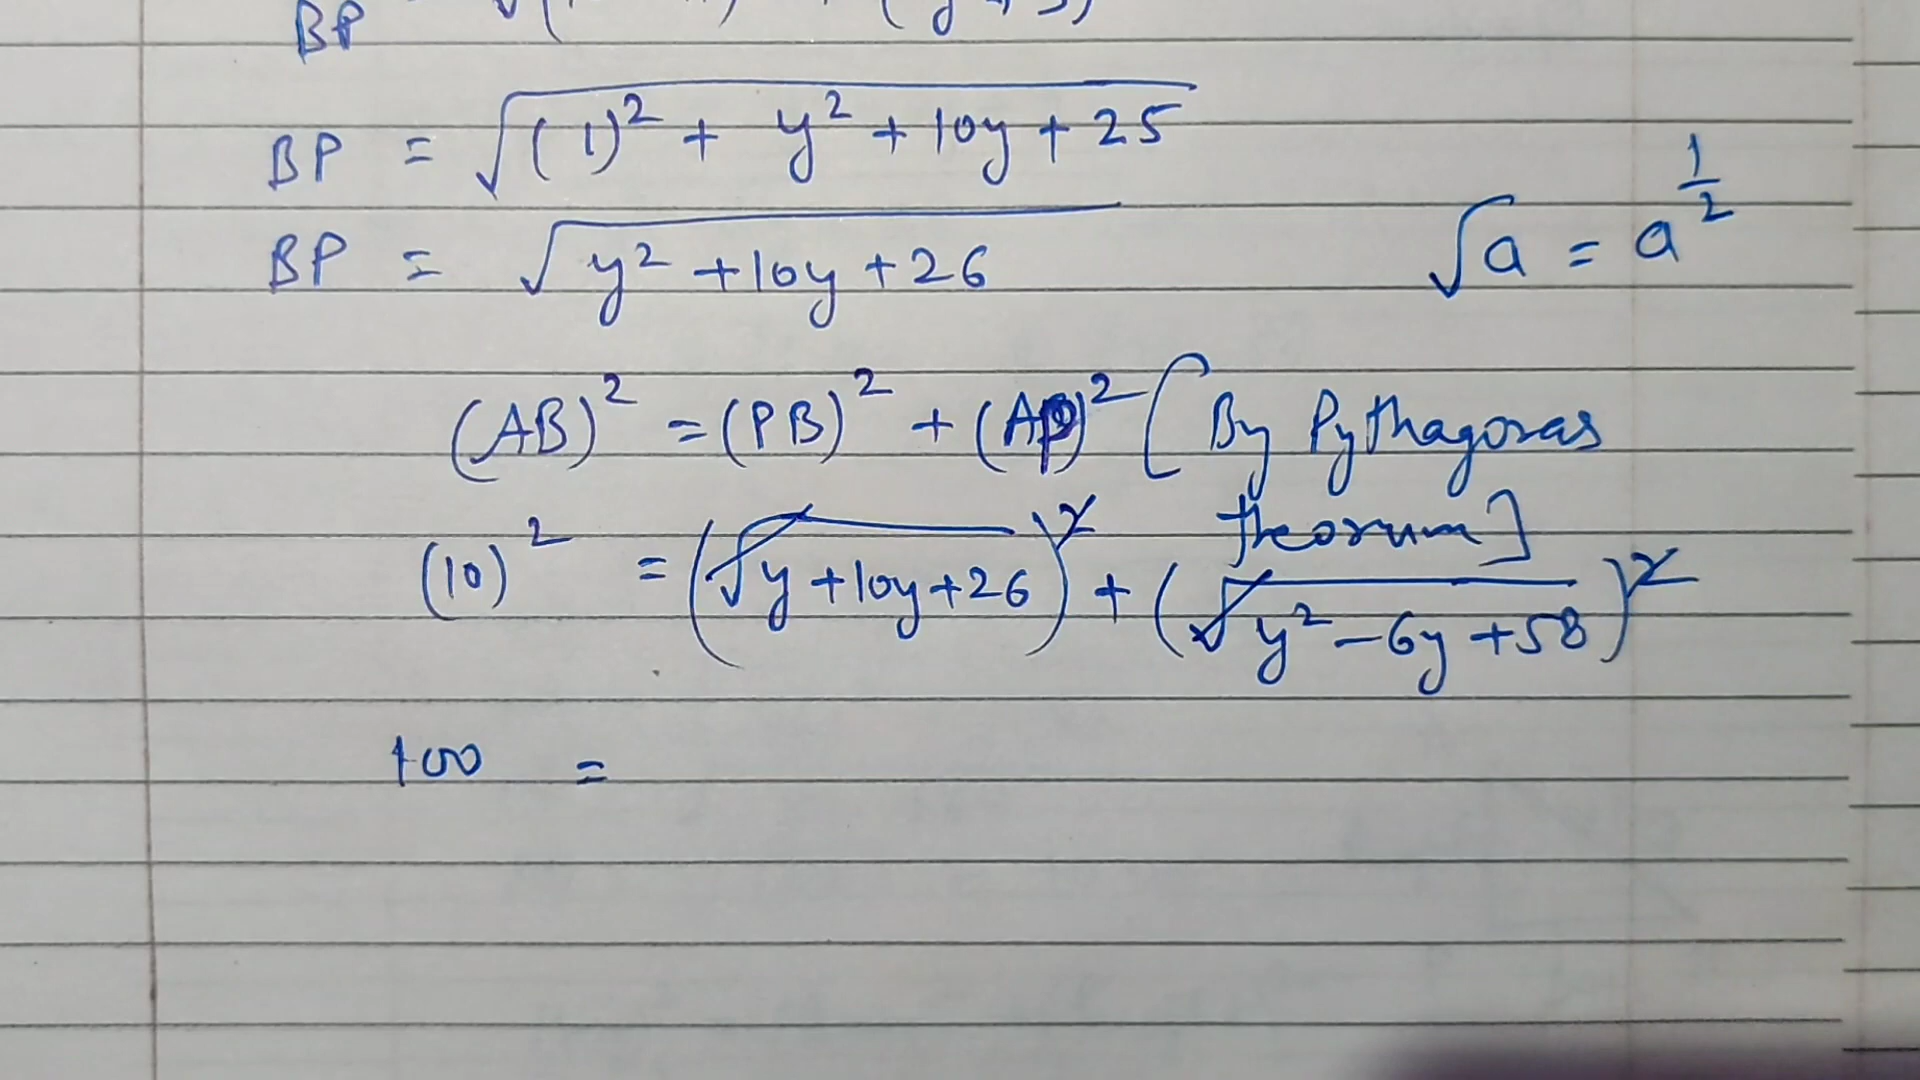 BP
BP = √(1)² + y² + 10y + 25
BP = √y² + 10y + 26
√a = a^1/2
(AB)² = (PB)² + (AP)² [By Pythagoras
theorum]
(10)² = (√y + 10y + 26)² + (√y² - 6y + 58)²
100 =